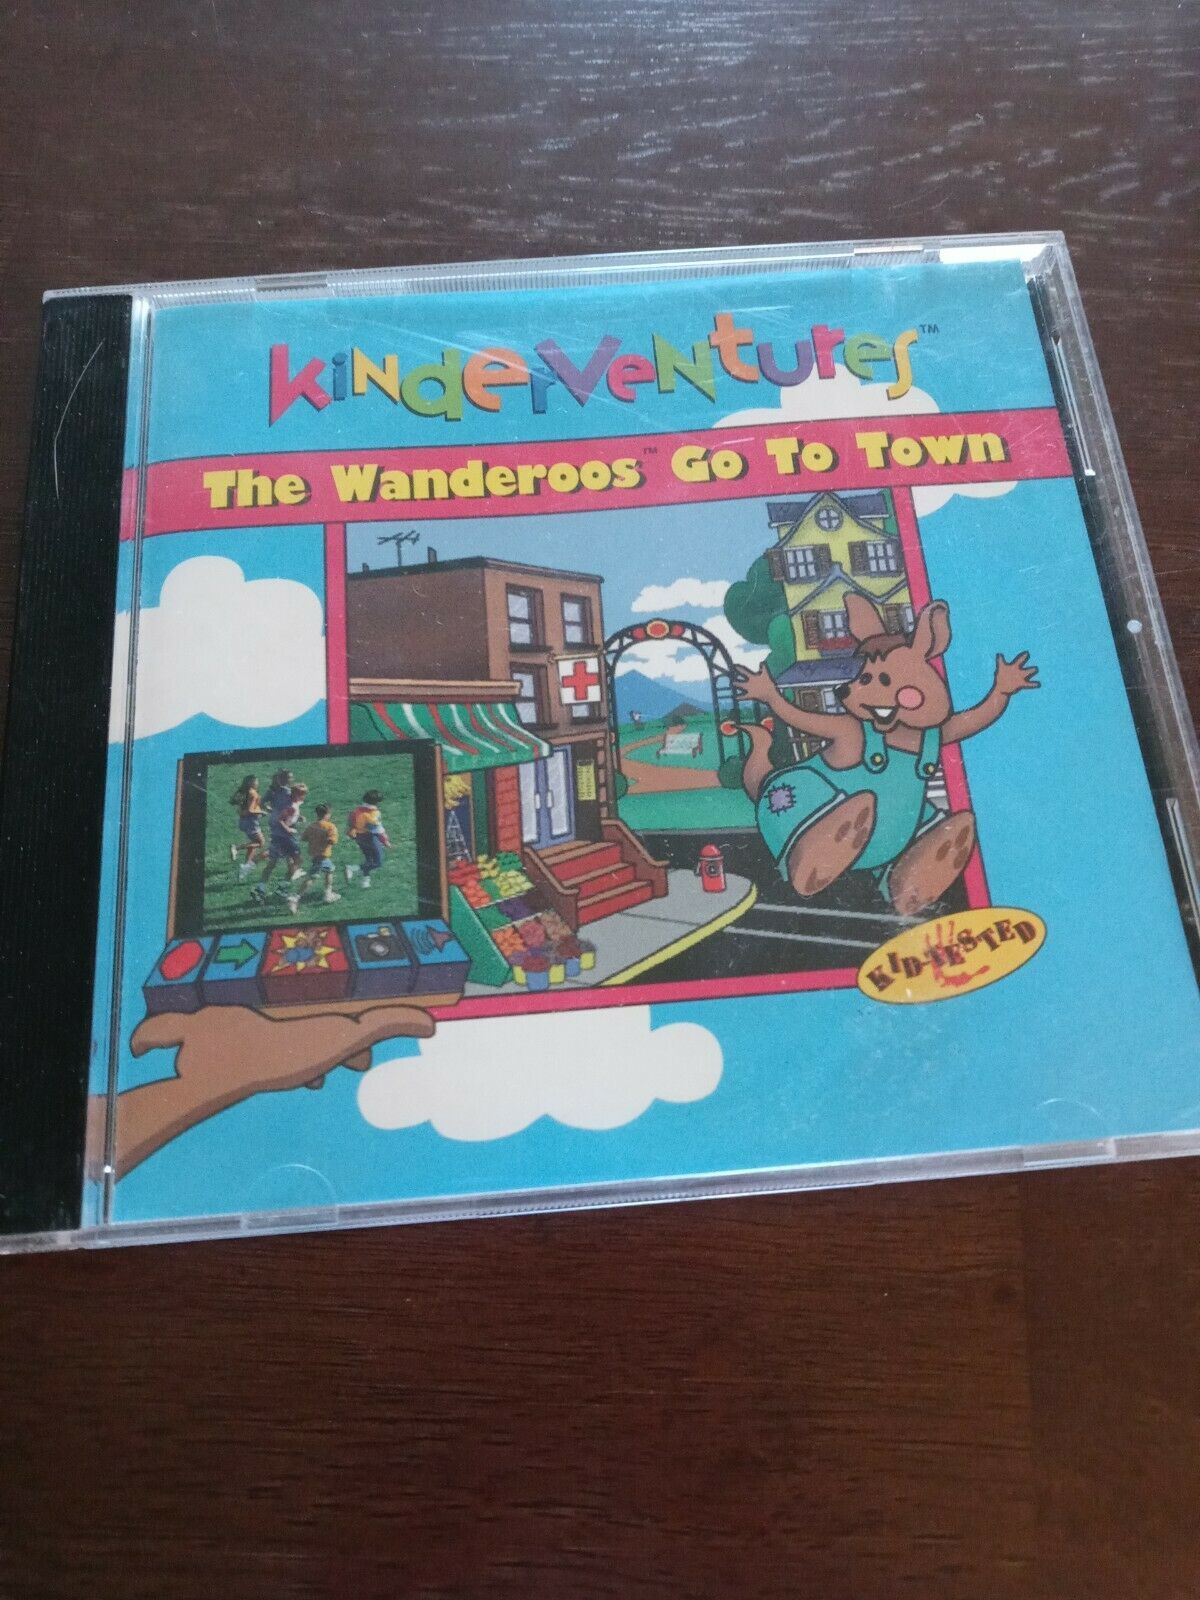 KinderVentures™
The Wanderoos™ Go To Town
KID-TESTED